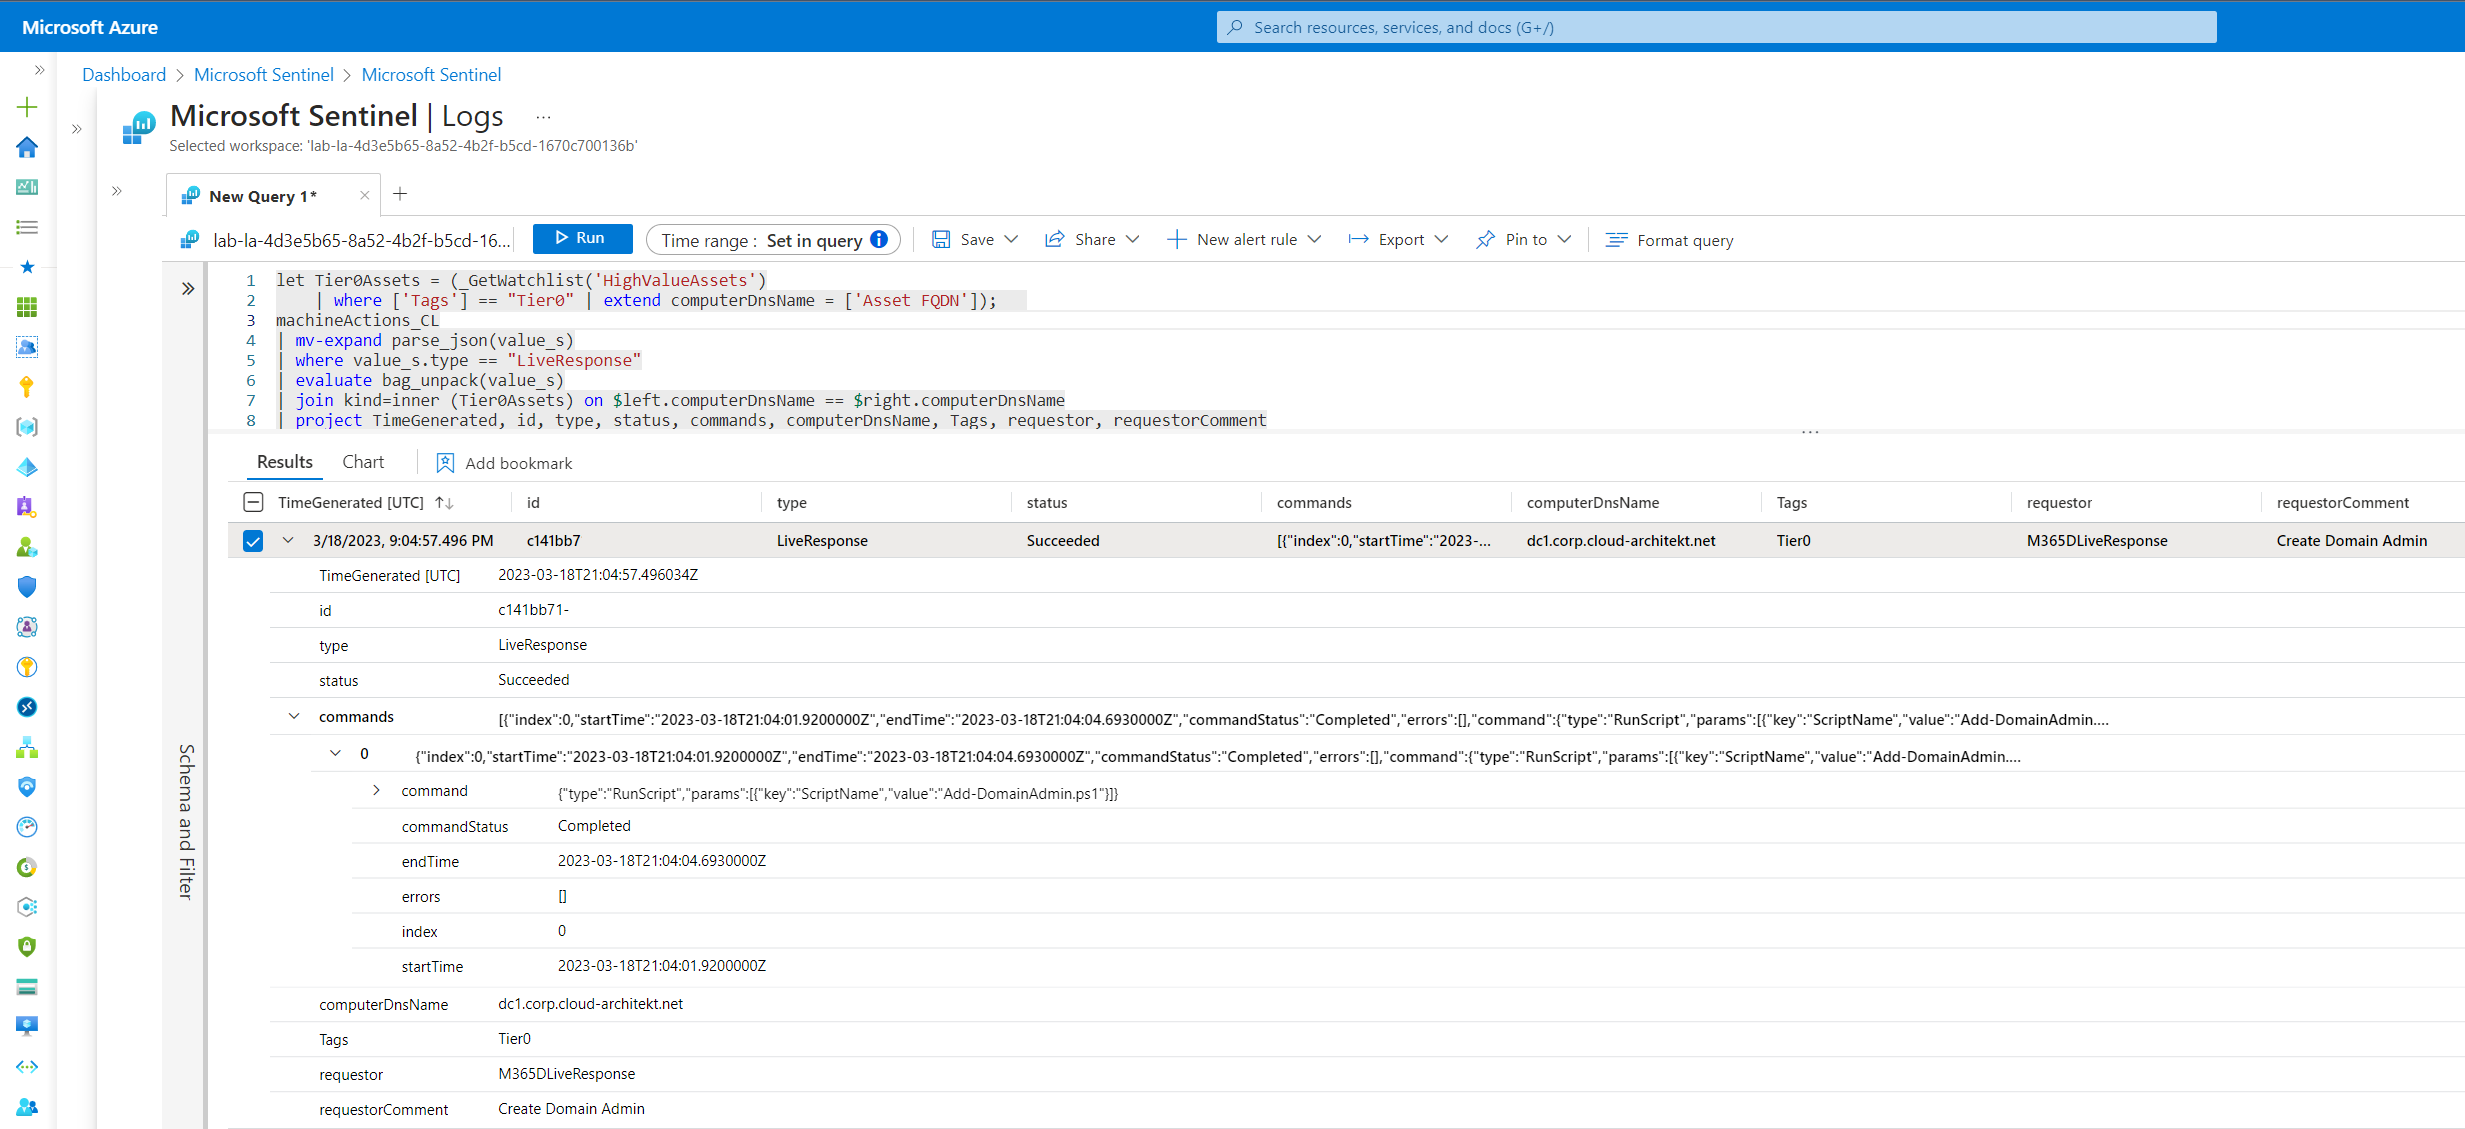 Microsoft Azure
Search resources, services, and docs (G+/)
Dashboard > Microsoft Sentinel > Microsoft Sentinel
Microsoft Sentinel | Logs ...
Selected workspace: 'lab-la-4d3e5b65-8a52-4b2f-b5cd-1670c700136b'
New Query 1*
lab-la-4d3e5b65-8a52-4b2f-b5cd-16... Run Time range : Set in query Save Share New alert rule Export Pin to Format query
1 let Tier0Assets = (_GetWatchlist('HighValueAssets')
2 | where ['Tags'] == "Tier0" | extend computerDnsName = ['Asset FQDN']);
3 machineActions_CL
4 | mv-expand parse_json(value_s)
5 | where value_s.type == "LiveResponse"
6 | evaluate bag_unpack(value_s)
7 | join kind=inner (Tier0Assets) on $left.computerDnsName == $right.computerDnsName
8 | project TimeGenerated, id, type, status, commands, computerDnsName, Tags, requestor, requestorComment
Schema and Filter
Results Chart Add bookmark
TimeGenerated [UTC] id type status commands computerDnsName Tags requestor requestorComment
3/18/2023, 9:04:57.496 PM c141bb7 LiveResponse Succeeded [{"index":0,"startTime":"2023-... dc1.corp.cloud-architekt.net Tier0 M365DLiveResponse Create Domain Admin
TimeGenerated [UTC] 2023-03-18T21:04:57.496034Z
id c141bb71-
type LiveResponse
status Succeeded
commands [{"index":0,"startTime":"2023-03-18T21:04:01.9200000Z","endTime":"2023-03-18T21:04:04.6930000Z","commandStatus":"Completed","errors":[],"command":{"type":"RunScript","params":[{"key":"ScriptName","value":"Add-DomainAdmin....
0 {"index":0,"startTime":"2023-03-18T21:04:01.9200000Z","endTime":"2023-03-18T21:04:04.6930000Z","commandStatus":"Completed","errors":[],"command":{"type":"RunScript","params":[{"key":"ScriptName","value":"Add-DomainAdmin....
command {"type":"RunScript","params":[{"key":"ScriptName","value":"Add-DomainAdmin.ps1"}]}
commandStatus Completed
endTime 2023-03-18T21:04:04.6930000Z
errors []
index 0
startTime 2023-03-18T21:04:01.9200000Z
computerDnsName dc1.corp.cloud-architekt.net
Tags Tier0
requestor M365DLiveResponse
requestorComment Create Domain Admin